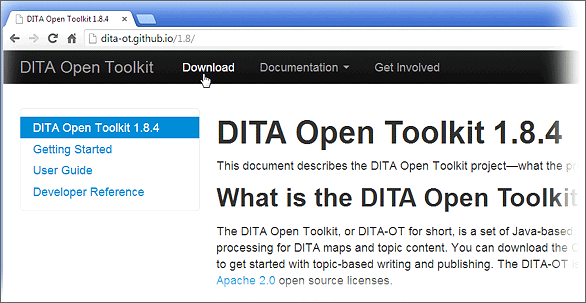 DITA Open Toolkit 1.8.4
dita-ot.github.io/1.8/
DITA Open Toolkit Download Documentation Get Involved
DITA Open Toolkit 1.8.4
Getting Started
User Guide
Developer Reference
DITA Open Toolkit 1.8.4
This document describes the DITA Open Toolkit project—what the
What is the DITA Open Toolkit
The DITA Open Toolkit, or DITA-OT for short, is a set of Java-based,
processing for DITA maps and topic content. You can download the
to get started with topic-based writing and publishing. The DITA-OT is
Apache 2.0 open source licenses.